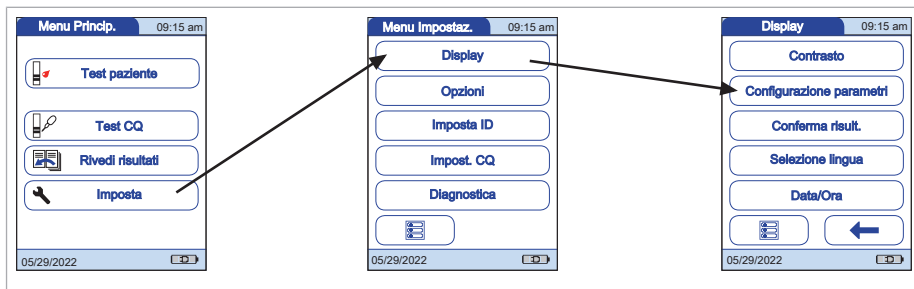 Menu Princip.
09:15 am
Test paziente
Test CQ
Rivedi risultati
Imposta
05/29/2022
Menu Impostaz.
09:15 am
Display
Opzioni
Imposta ID
Impost. CQ
Diagnostica
05/29/2022
Display
09:15 am
Contrasto
Configurazione parametri
Conferma risult.
Selezione lingua
Data/Ora
05/29/2022